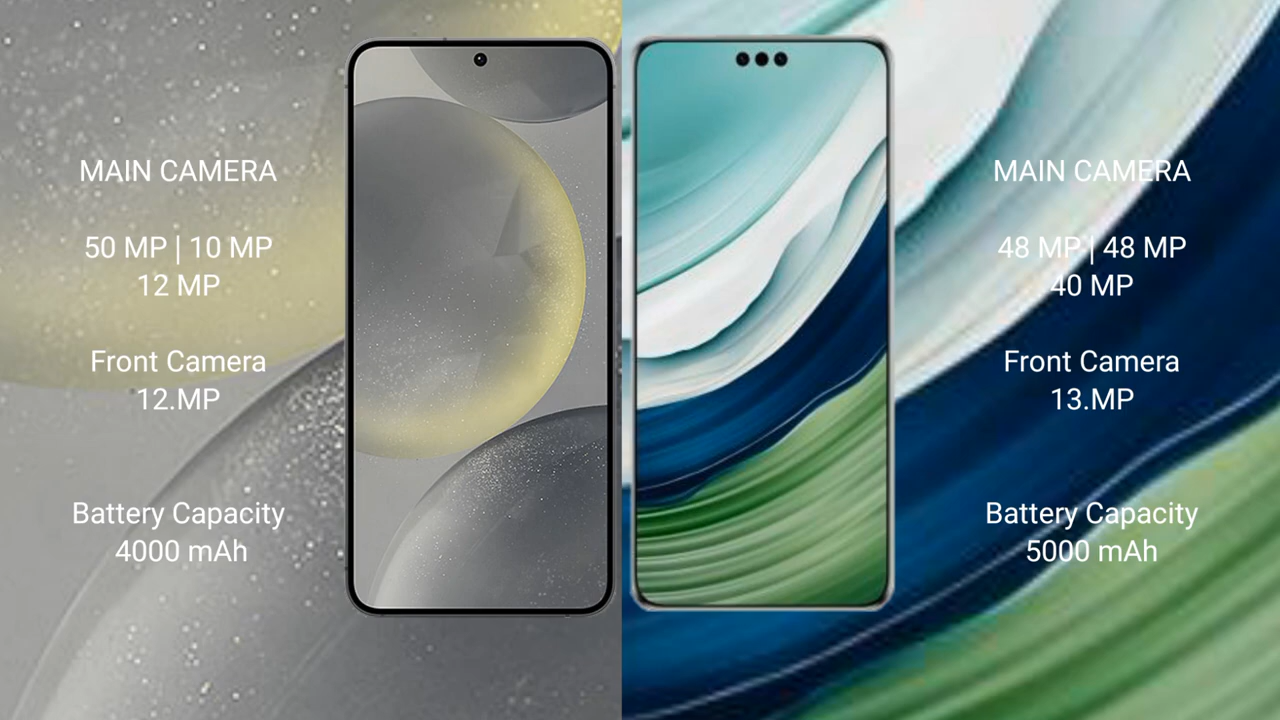 MAIN CAMERA
50 MP | 10 MP
12 MP
Front Camera
12.MP
Battery Capacity
4000 mAh
MAIN CAMERA
48 MP | 48 MP
40 MP
Front Camera
13.MP
Battery Capacity
5000 mAh